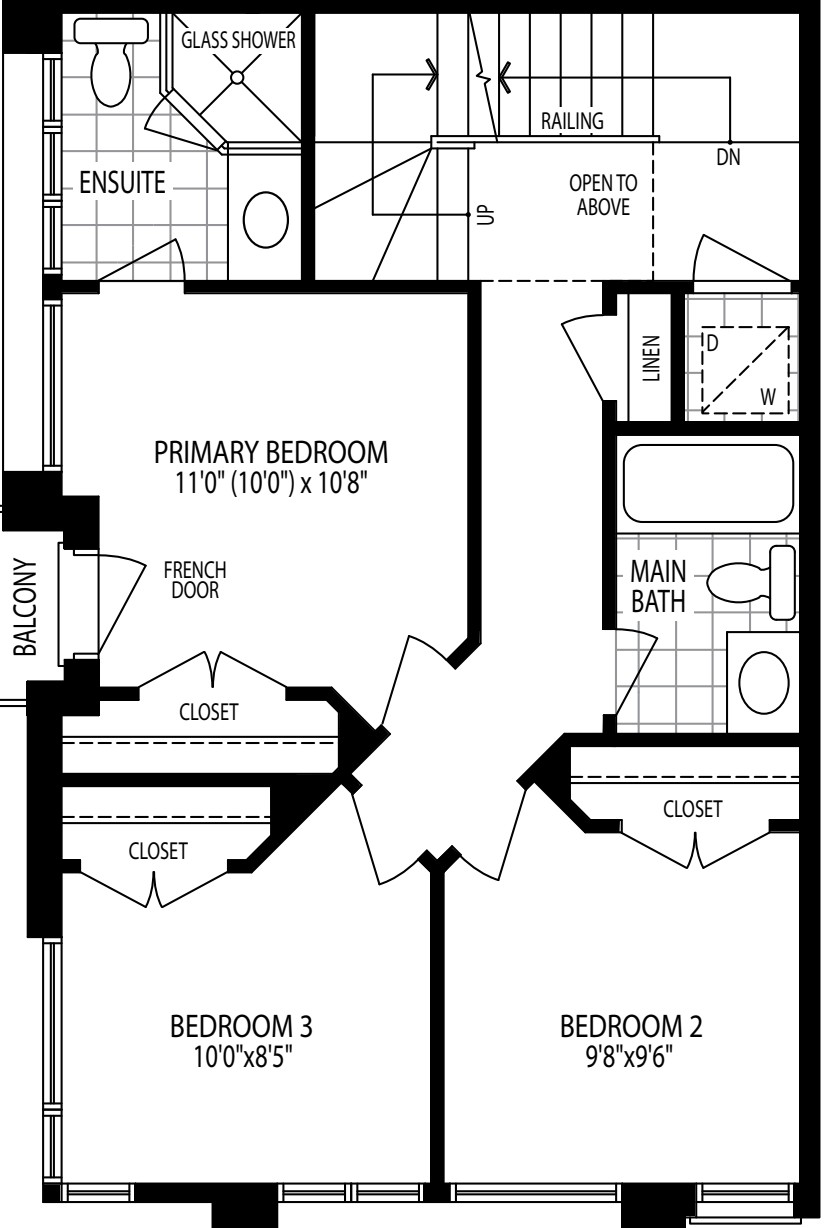 GLASS SHOWER
ENSUITE
RAILING
DN
OPEN TO
ABOVE
UP
LINEN
D
W
PRIMARY BEDROOM
11'0" (10'0") x 10'8"
BALCONY
FRENCH
DOOR
MAIN
BATH
CLOSET
CLOSET
CLOSET
BEDROOM 3
10'0"x8'5"
BEDROOM 2
9'8"x9'6"